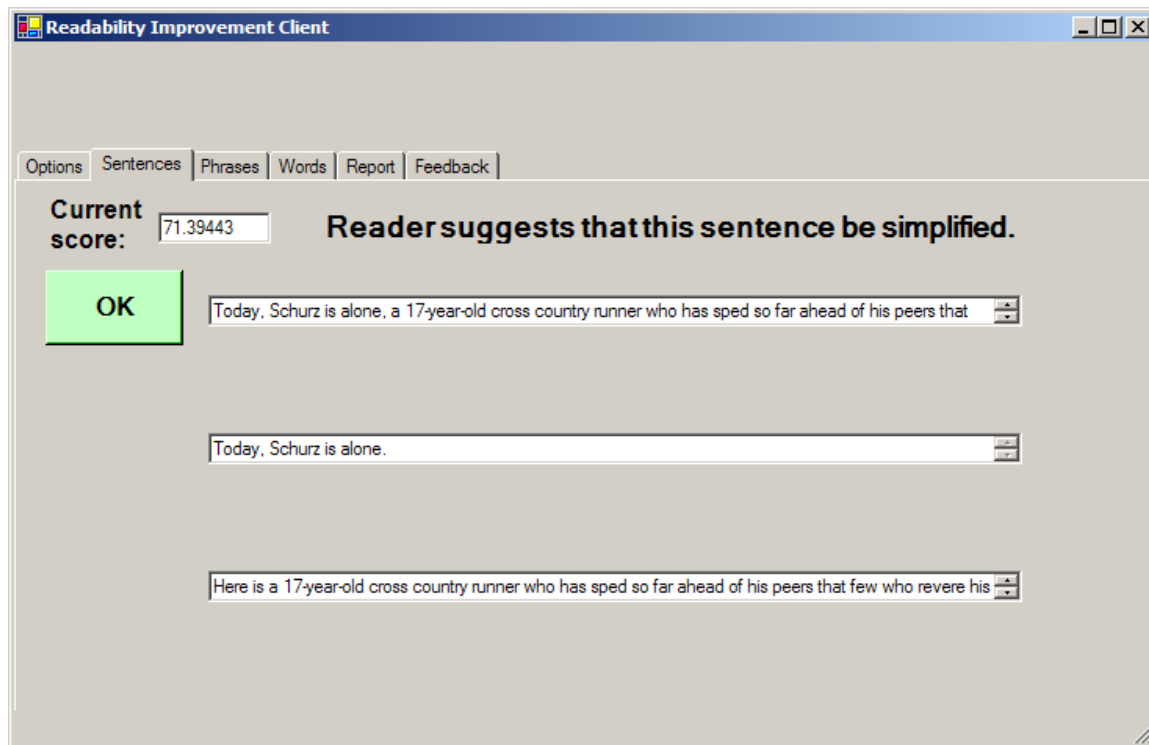 Readability Improvement Client
Options Sentences Phrases Words Report Feedback
Current score: 71.39443 Reader suggests that this sentence be simplified.
OK
Today, Schurz is alone, a 17-year-old cross country runner who has sped so far ahead of his peers that
Today, Schurz is alone.
Here is a 17-year-old cross country runner who has sped so far ahead of his peers that few who revere his